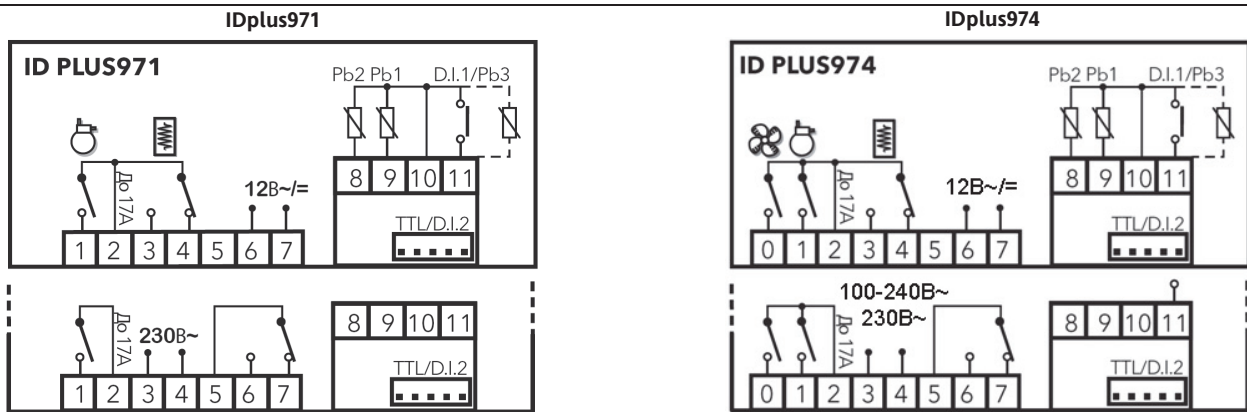 IDplus971
ID PLUS971
Pb2 Pb1 D.I.1/Pb3
До 17А
12В~/=
8 9 10 11
TTL/D.I.2
1 2 3 4 5 6 7
До 17А
230В~
8 9 10 11
TTL/D.I.2
1 2 3 4 5 6 7
IDplus974
ID PLUS974
Pb2 Pb1 D.I.1/Pb3
До 17А
12В~/=
8 9 10 11
TTL/D.I.2
0 1 2 3 4 5 6 7
100-240В~
До 17А
230В~
8 9 10 11
TTL/D.I.2
0 1 2 3 4 5 6 7